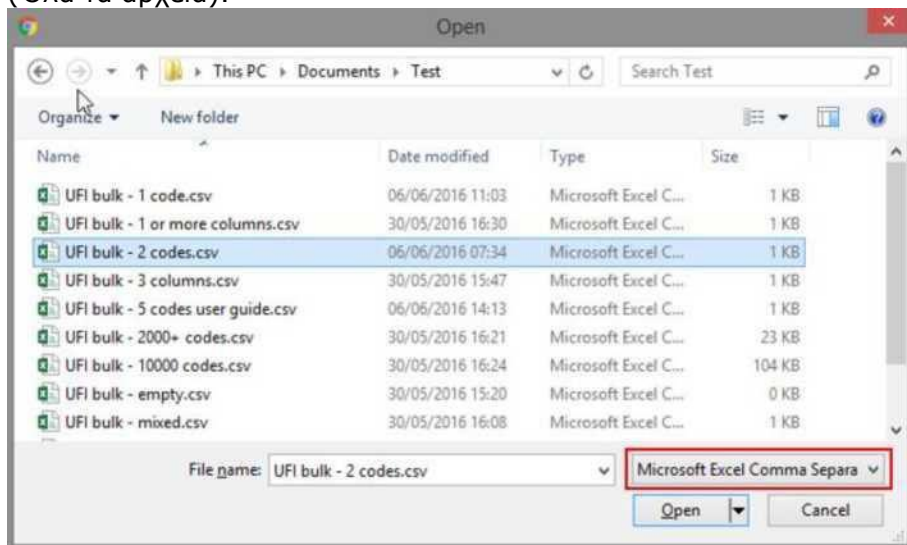 (Όλα τα αρχεία).
Open
This PC Documents Test
Search Test
Organize
New folder
Name Date modified Type Size
UFI bulk - 1 code.csv 06/06/2016 11:03 Microsoft Excel C... 1 KB
UFI bulk - 1 or more columns.csv 30/05/2016 16:30 Microsoft Excel C... 1 KB
UFI bulk - 2 codes.csv 06/06/2016 07:34 Microsoft Excel C... 1 KB
UFI bulk - 3 columns.csv 30/05/2016 15:47 Microsoft Excel C... 1 KB
UFI bulk - 5 codes user guide.csv 06/06/2016 14:13 Microsoft Excel C... 1 KB
UFI bulk - 2000+ codes.csv 30/05/2016 16:21 Microsoft Excel C... 23 KB
UFI bulk - 10000 codes.csv 30/05/2016 16:24 Microsoft Excel C... 104 KB
UFI bulk - empty.csv 30/05/2016 15:20 Microsoft Excel C... 0 KB
UFI bulk - mixed.csv 30/05/2016 16:08 Microsoft Excel C... 1 KB
File name: UFI bulk - 2 codes.csv Microsoft Excel Comma Separa
Open Cancel